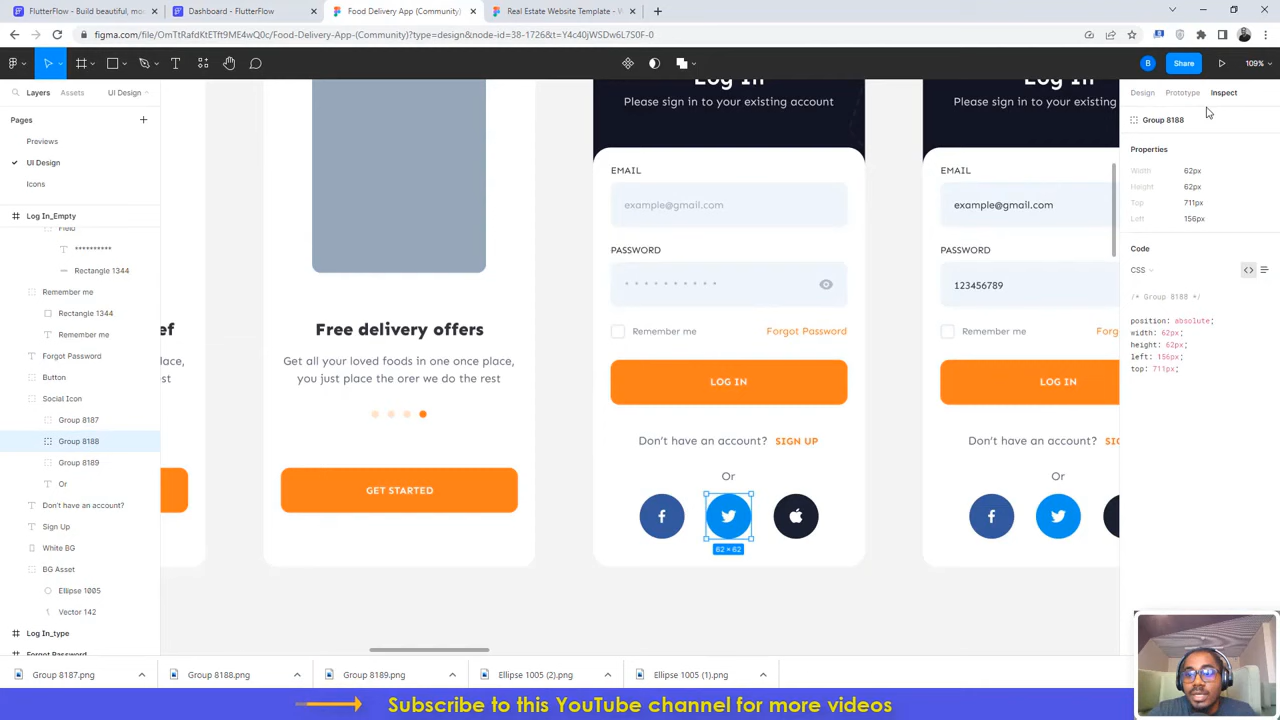 FlutterFlow - Build beautiful, mo
Dashboard - FlutterFlow
Food Delivery App (Community)
Real Estate Website Template - W
figma.com/file/OmTtRafdKtETft9ME4wQ0c/Food-Delivery-App-(Community)?type=design&node-id=38-1726&t=Y4c40jWSDw6L7S0F-0
B
Share
109%
Layers
Assets
UI Design
Pages
Previews
UI Design
Icons
Log In_Empty
Field
**********
Rectangle 1344
Remember me
Rectangle 1344
Remember me
Forgot Password
Button
Social Icon
Group 8187
Group 8188
Group 8189
Or
Don't have an account?
Sign Up
White BG
BG Asset
Ellipse 1005
Vector 142
Log In_type
Forgot Password
ef
place,
st
Free delivery offers
Get all your loved foods in one once place,
you just place the orer we do the rest
GET STARTED
Log In
Please sign in to your existing account
EMAIL
example@gmail.com
PASSWORD
Remember me
Forgot Password
LOG IN
Don't have an account? SIGN UP
Or
62 × 62
Log In
Please sign in to your existing
EMAIL
example@gmail.com
PASSWORD
123456789
Remember me
Forg
LOG IN
Don't have an account? SIG
Or
Design
Prototype
Inspect
Group 8188
Properties
Width 62px
Height 62px
Top 711px
Left 156px
Code
CSS
/* Group 8188 */
position: absolute;
width: 62px;
height: 62px;
left: 156px;
top: 711px;
Group 8187.png
Group 8188.png
Group 8189.png
Ellipse 1005 (2).png
Ellipse 1005 (1).png
Subscribe to this YouTube channel for more videos